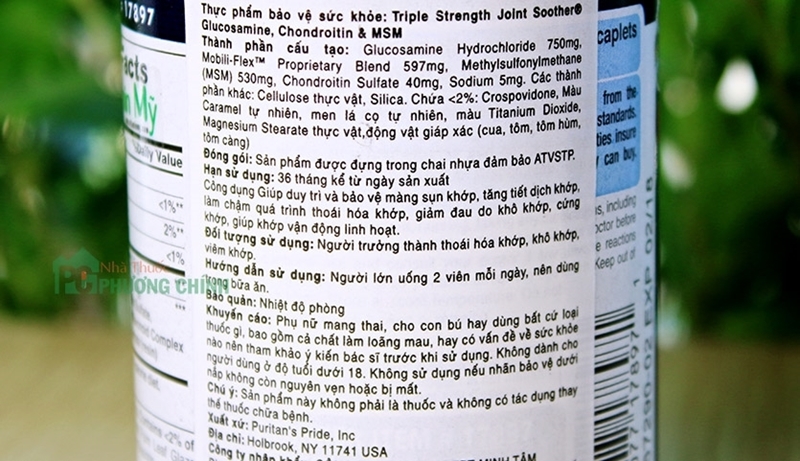 Thực phẩm bảo vệ sức khỏe: Triple Strength Joint Soother®
Glucosamine, Chondroitin & MSM
Thành phần cấu tạo: Glucosamine Hydrochloride 750mg,
Mobili-Flex™ Proprietary Blend 597mg, Methylsulfonylmethane
(MSM) 530mg, Chondroitin Sulfate 40mg, Sodium 5mg. Các thành
phần khác: Cellulose thực vật, Silica. Chứa <2%: Crospovidone, Màu
Caramel tự nhiên, men lá cọ tự nhiên, màu Titanium Dioxide,
Magnesium Stearate thực vật,động vật giáp xác (cua, tôm, tôm hùm,
tôm càng)
Đóng gói: Sản phẩm được đựng trong chai nhựa đảm bảo ATVSTP.
Hạn sử dụng: 36 tháng kể từ ngày sản xuất
Công dụng Giúp duy trì và bảo vệ màng sụn khớp, tăng tiết dịch khớp,
làm chậm quá trình thoái hóa khớp, giảm đau do khô khớp, cứng
khớp, giúp khớp vận động linh hoạt.
Đối tượng sử dụng: Người trưởng thành thoái hóa khớp, khô khớp,
viêm khớp.
Hướng dẫn sử dụng: Người lớn uống 2 viên mỗi ngày, nên dùng
bữa ăn.
Bảo quản: Nhiệt độ phòng
Khuyến cáo: Phụ nữ mang thai, cho con bú hay dùng bất cứ loại
thuốc gì, bao gồm cả chất làm loãng máu, hay có vấn đề về sức khỏe
nào nên tham khảo ý kiến bác sĩ trước khi sử dụng. Không dành cho
người dùng ở độ tuổi dưới 18. Không sử dụng nếu nhãn bảo vệ dưới
nắp không còn nguyên vẹn hoặc bị mất.
Chú ý: Sản phẩm này không phải là thuốc và không có tác dụng thay
thế thuốc chữa bệnh.
Xuất xứ: Puritan's Pride, Inc
Địa chỉ: Holbrook, NY 11741 USA
Công ty
MINH TÂM
17897
acts
Mỹ
Daily Value
<1%**
2%**
<1%
***
Complex
diet.
<2% of
Nhà Thuốc
PHƯƠNG CHÍNH
caplets
from the
standards.
insure
can buy.
including
doctor before
reactions
Keep out of
EXP 02/18
17897